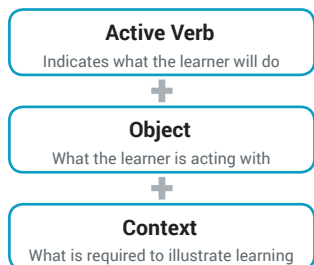 Active Verb
Indicates what the learner will do
+
Object
What the learner is acting with
+
Context
What is required to illustrate learning